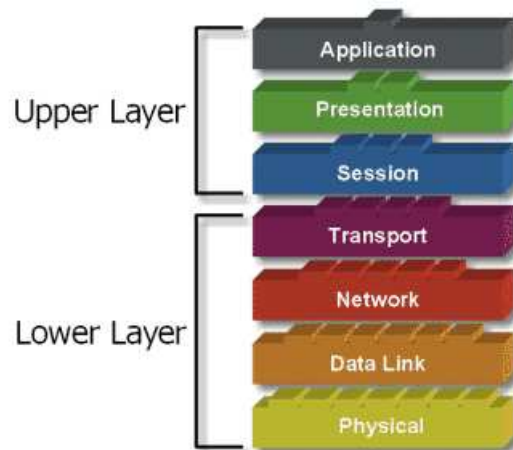 Upper Layer
Application
Presentation
Session
Lower Layer
Transport
Network
Data Link
Physical